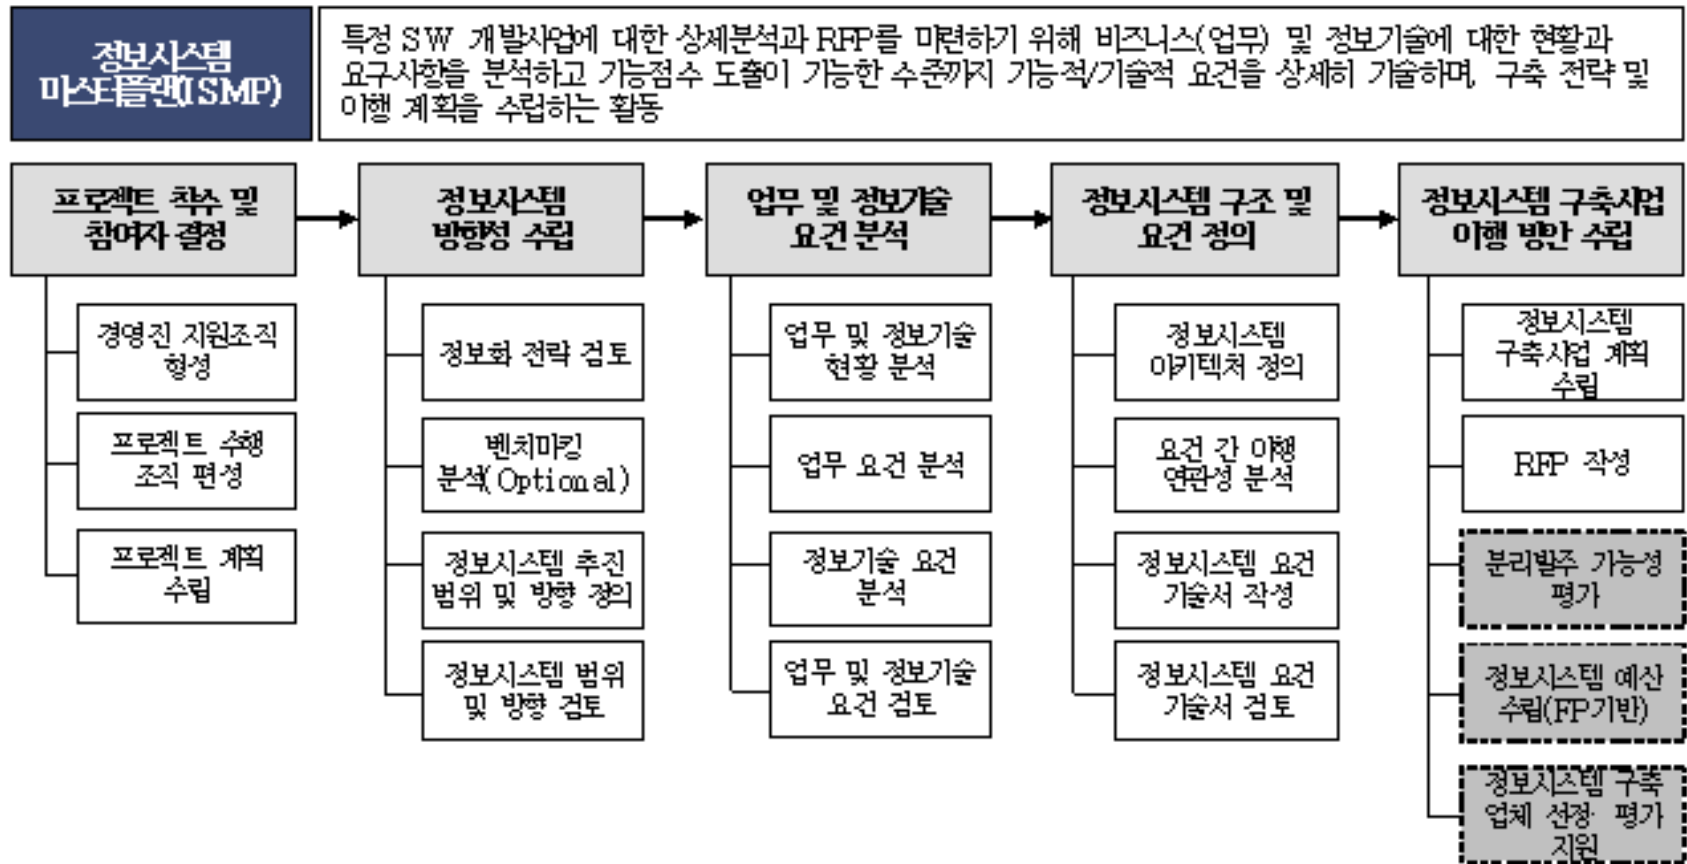 정보시스템
마스터플랜(ISMP)
특정 SW 개발사업에 대한 상세분석과 RFP를 마련하기 위해 비즈니스(업무) 및 정보기술에 대한 현황과
요구사항을 분석하고 기능점수 도출이 가능한 수준까지 기능적/기술적 요건을 상세히 기술하며, 구축 전략 및
이행 계획을 수립하는 활동
프로젝트 착수 및
참여자 결정
경영진 지원조직
형성
프로젝트 수행
조직 편성
프로젝트 계획
수립
정보시스템
방향성 수립
정보화 전략 검토
벤치마킹
분석(Optional)
정보시스템 추진
범위 및 방향 정의
정보시스템 범위
및 방향 검토
업무 및 정보기술
요건 분석
업무 및 정보기술
현황 분석
업무 요건 분석
정보기술 요건
분석
업무 및 정보기술
요건 검토
정보시스템 구조 및
요건 정의
정보시스템
아키텍처 정의
요건 간 이행
연관성 분석
정보시스템 요건
기술서 작성
정보시스템 요건
기술서 검토
정보시스템 구축사업
이행 방안 수립
정보시스템
구축사업 계획
수립
RFP 작성
분리발주 가능성
평가
정보시스템 예산
수립(FP기반)
정보시스템 구축
업체 선정· 평가
지원